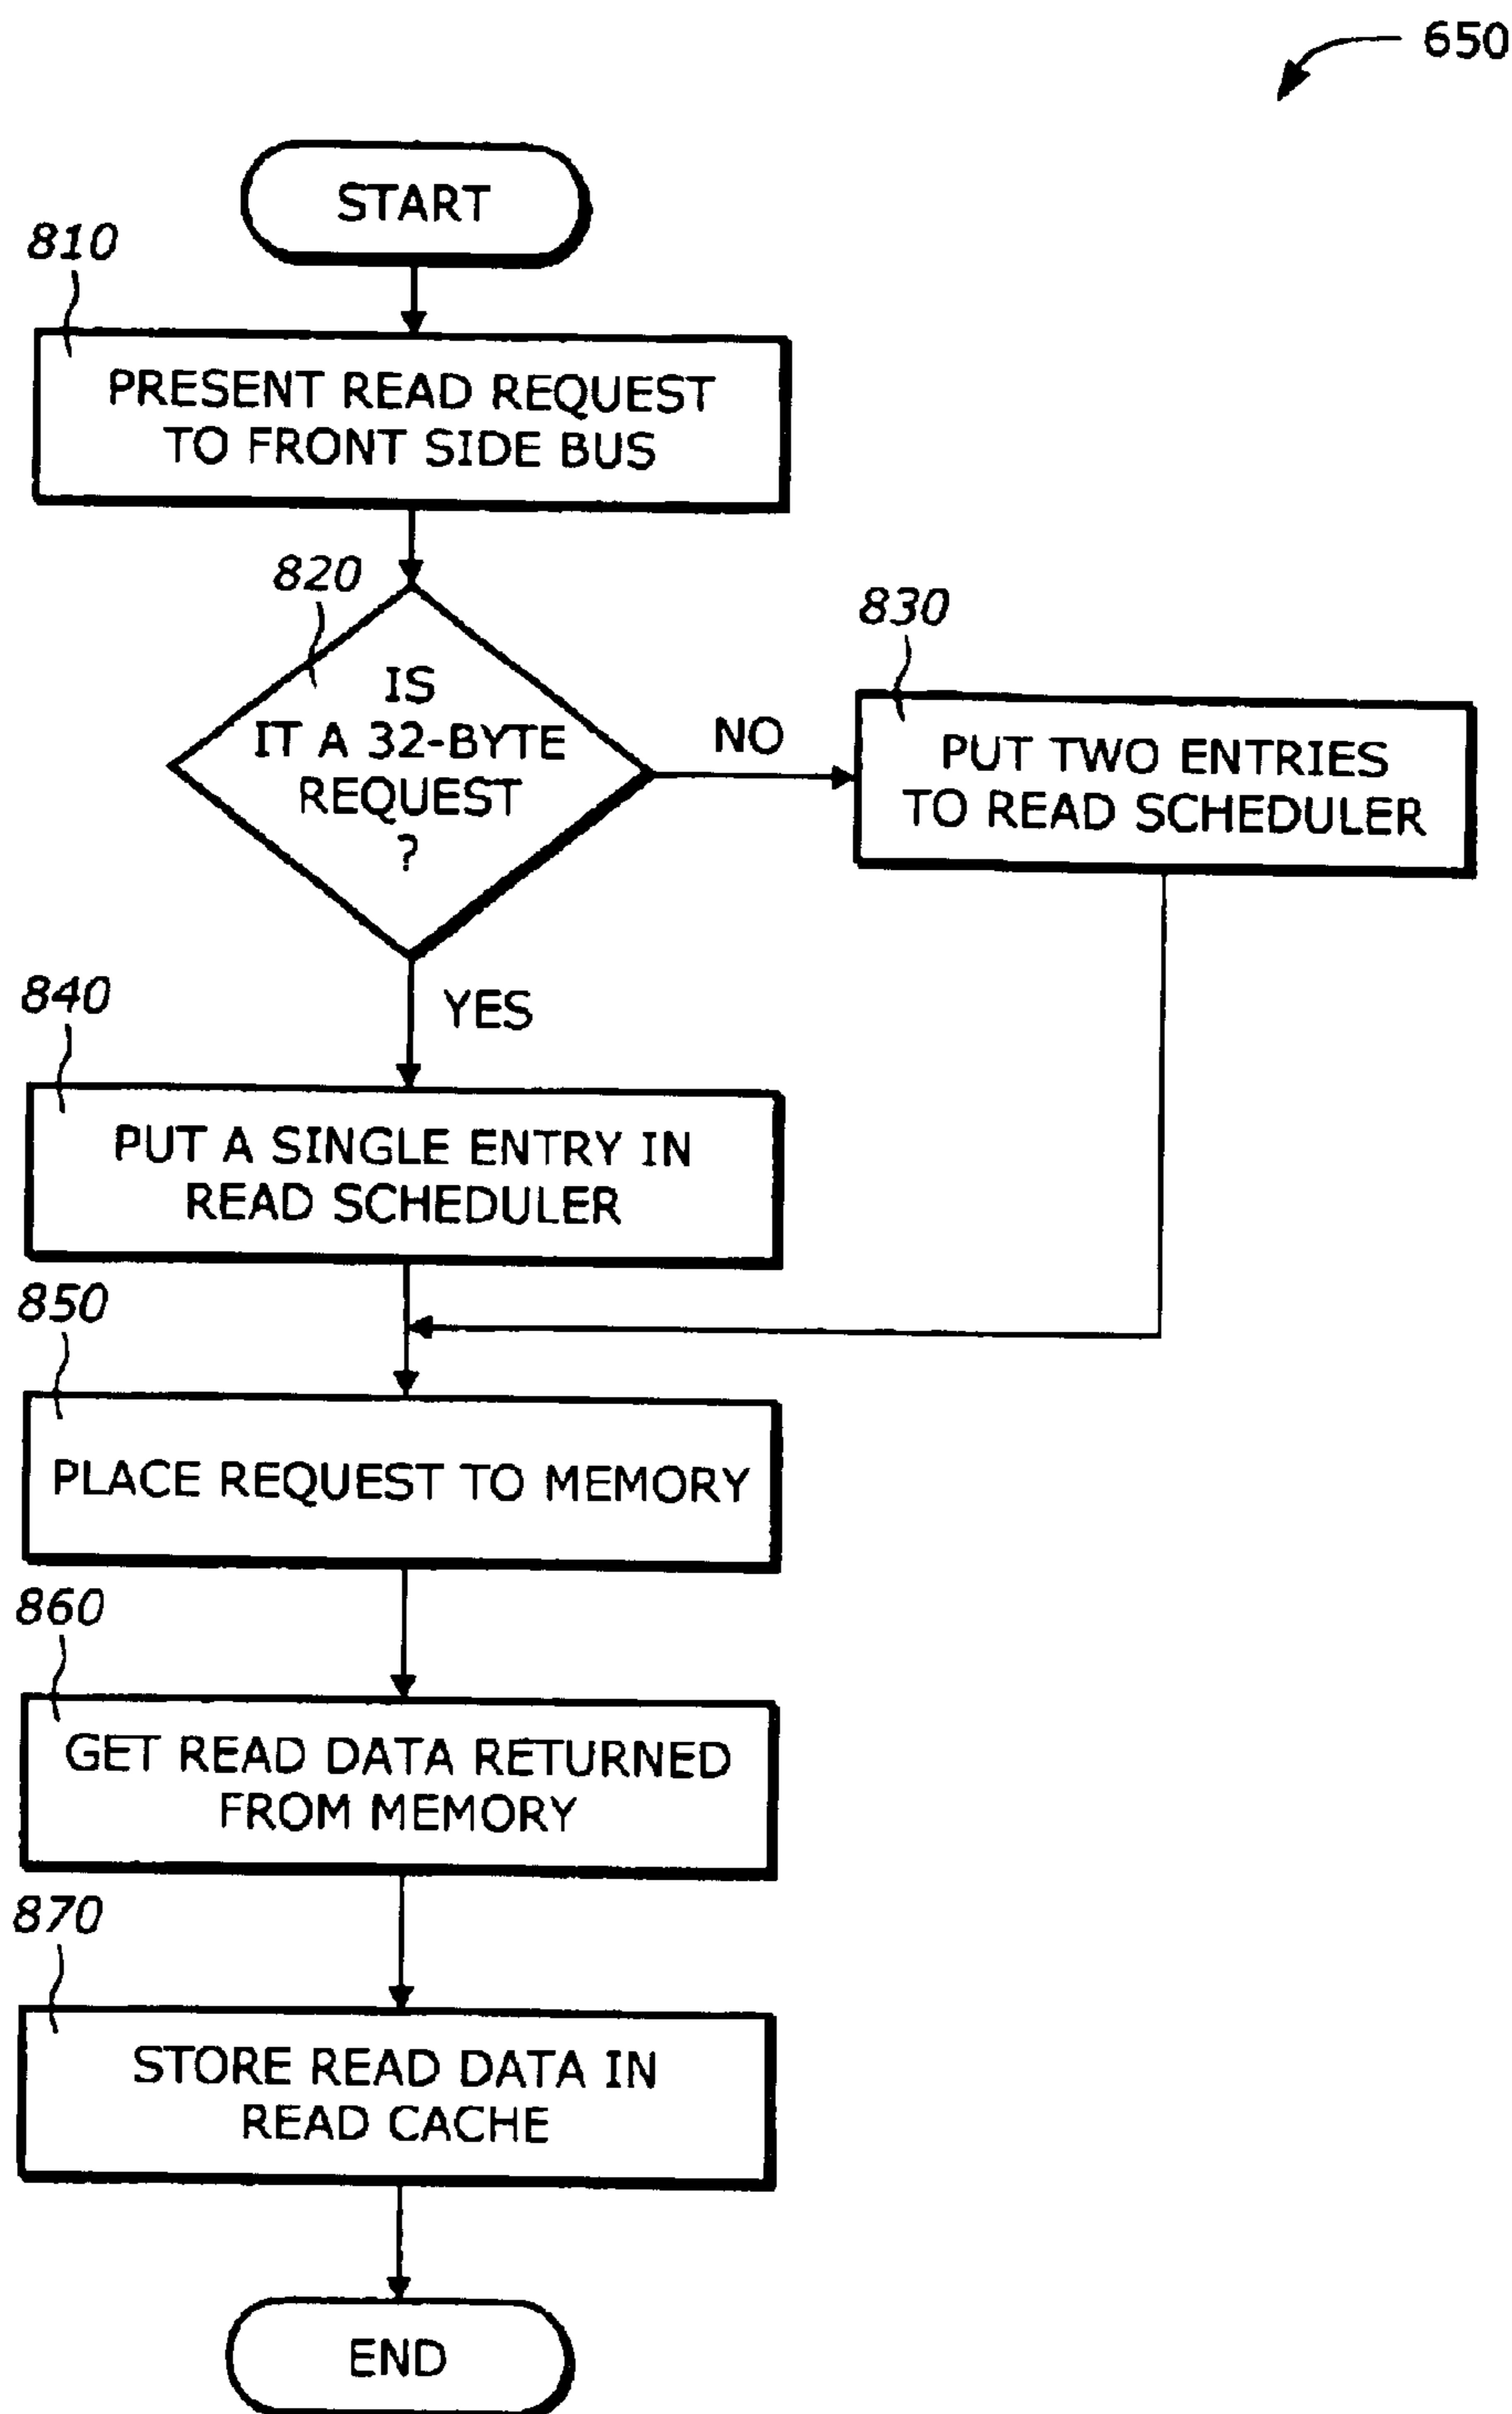 650
START
810
PRESENT READ REQUEST
TO FRONT SIDE BUS
820
IS
IT A 32-BYTE
REQUEST
?
NO
830
PUT TWO ENTRIES
TO READ SCHEDULER
YES
840
PUT A SINGLE ENTRY IN
READ SCHEDULER
850
PLACE REQUEST TO MEMORY
860
GET READ DATA RETURNED
FROM MEMORY
870
STORE READ DATA IN
READ CACHE
END